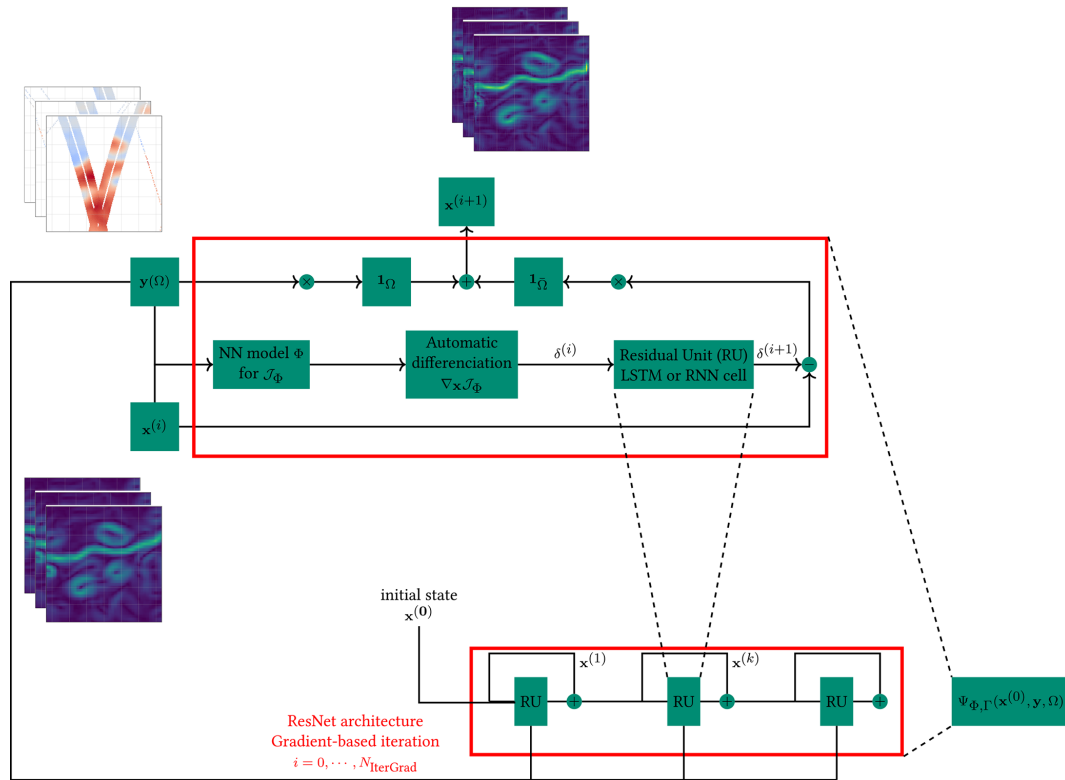 𝐱^(i+1)
𝐲(Ω)
×
𝟏_Ω
+
𝟏_Ω̄
×
NN model Φ
for 𝒥_Φ
Automatic
differenciation
∇_𝐱 𝒥_Φ
δ^(i)
Residual Unit (RU)
LSTM or RNN cell
δ^(i+1)
−
𝐱^(i)
initial state
𝐱^(𝟎)
𝐱^(1)
𝐱^(k)
RU
+
RU
+
RU
+
Ψ_Φ,Γ(𝐱^(0), 𝐲, Ω)
ResNet architecture
Gradient-based iteration
i = 0, ⋯ , N_IterGrad